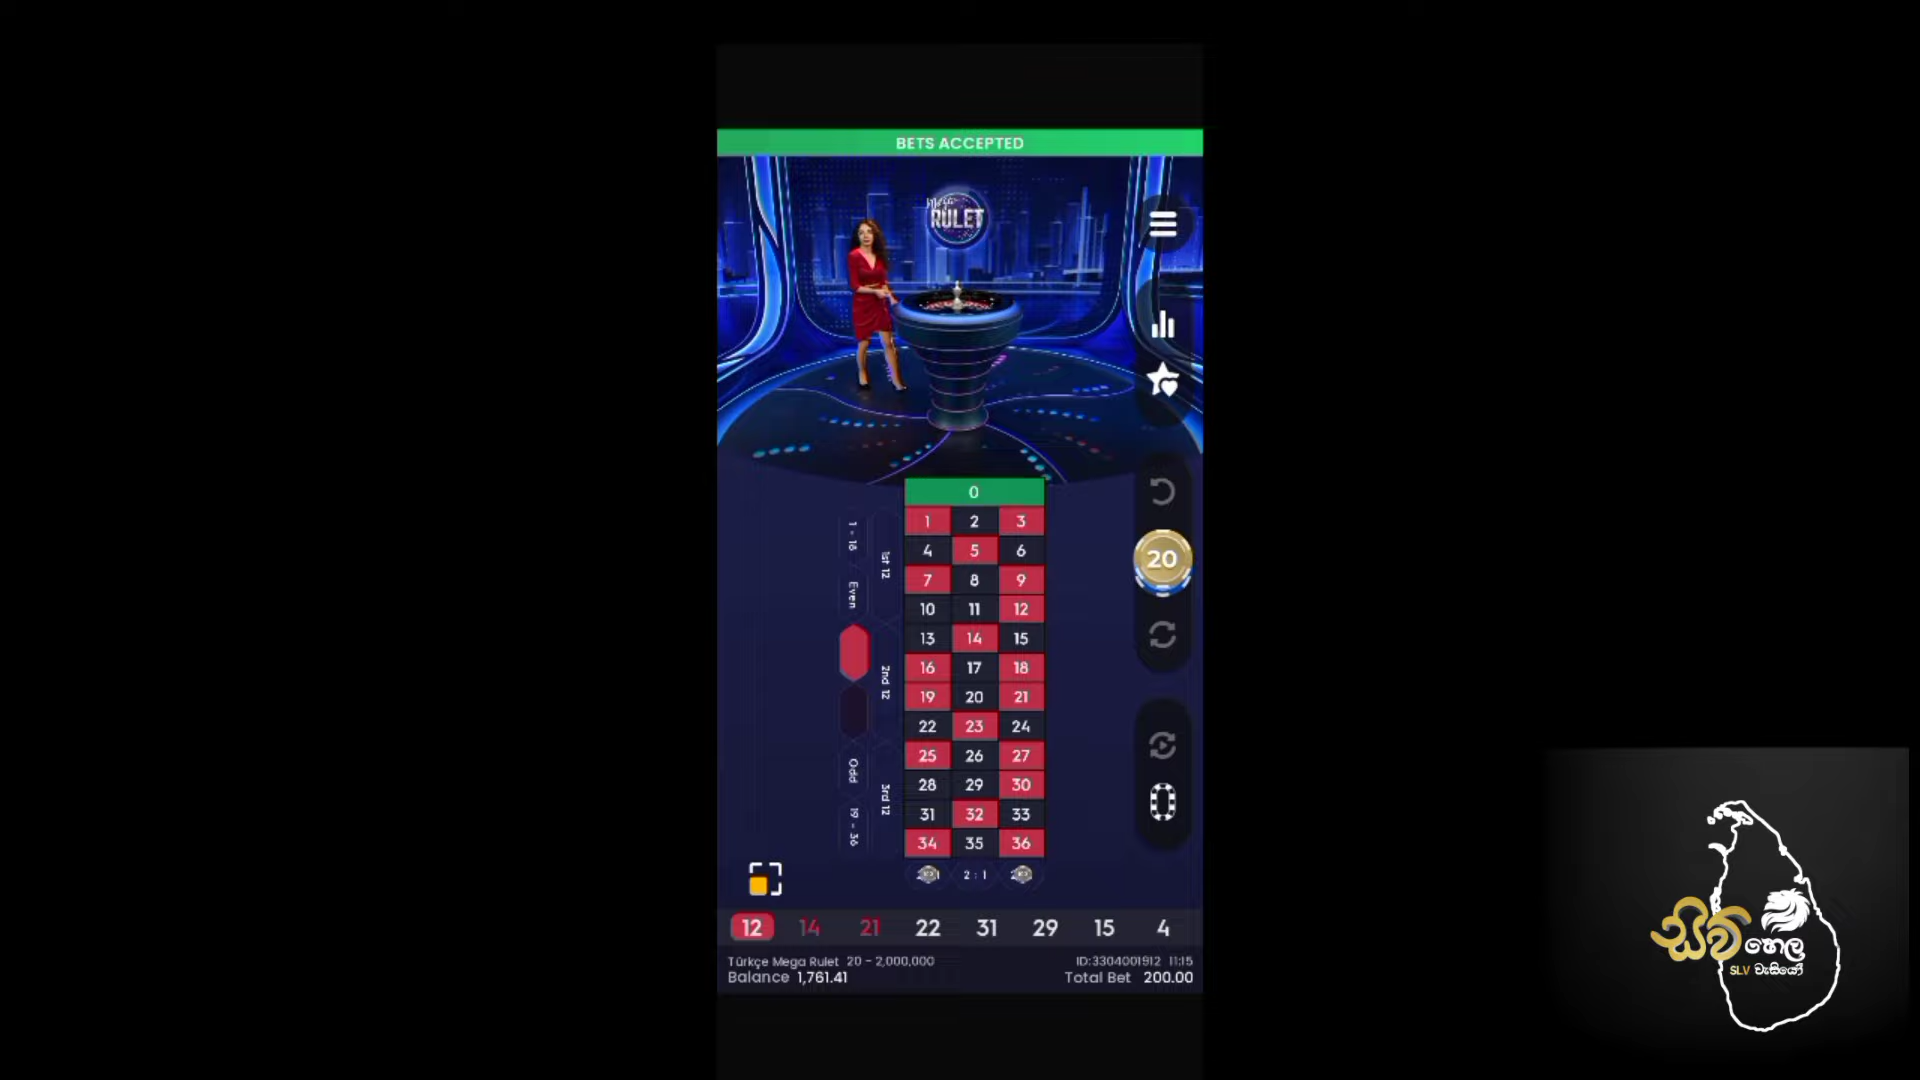 BETS ACCEPTED
Mega
RULET
0
1 2 3
4 5 6
7 8 9
10 11 12
13 14 15
16 17 18
19 20 21
22 23 24
25 26 27
28 29 30
31 32 33
34 35 36
2 : 1
1 - 18
Even
Odd
19 - 36
1st 12
2nd 12
3rd 12
20
12 14 21 22 31 29 15 4
Türkçe Mega Rulet 20 - 2,000,000
ID:3304001912 11:15
Balance 1,761.41
Total Bet 200.00
සිව්
හෙල
SLV වැසියෝ